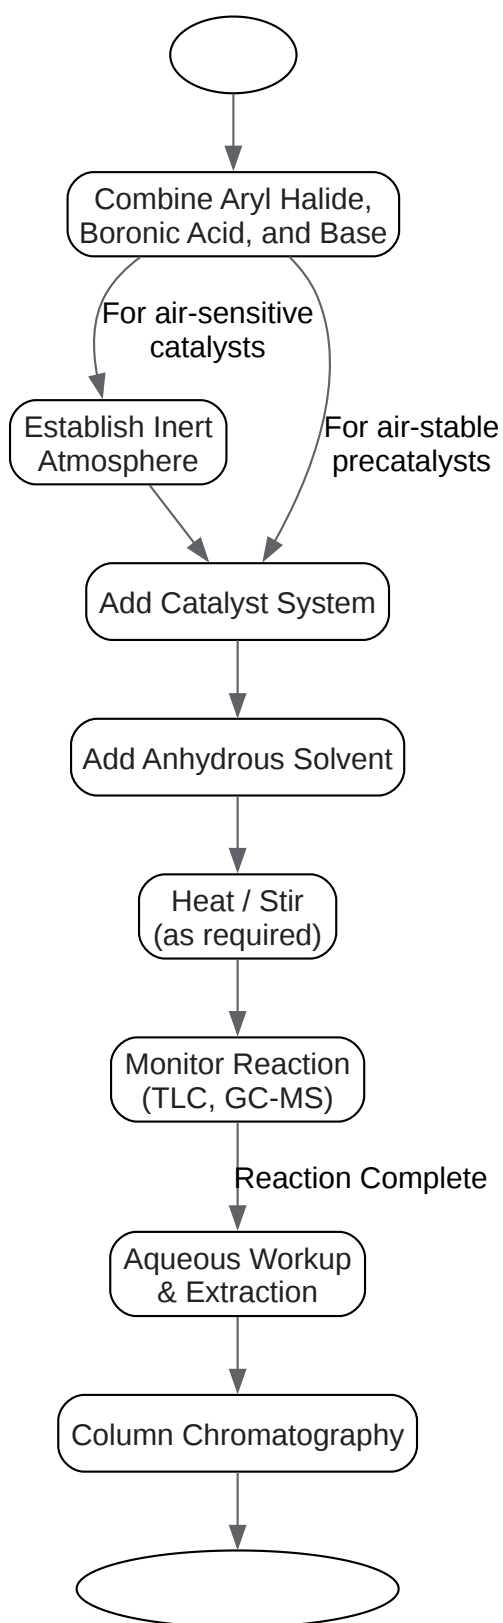 Combine Aryl Halide,
Boronic Acid, and Base
For air-sensitive
catalysts
Establish Inert
Atmosphere
For air-stable
precatalysts
Add Catalyst System
Add Anhydrous Solvent
Heat / Stir
(as required)
Monitor Reaction
(TLC, GC-MS)
Reaction Complete
Aqueous Workup
& Extraction
Column Chromatography